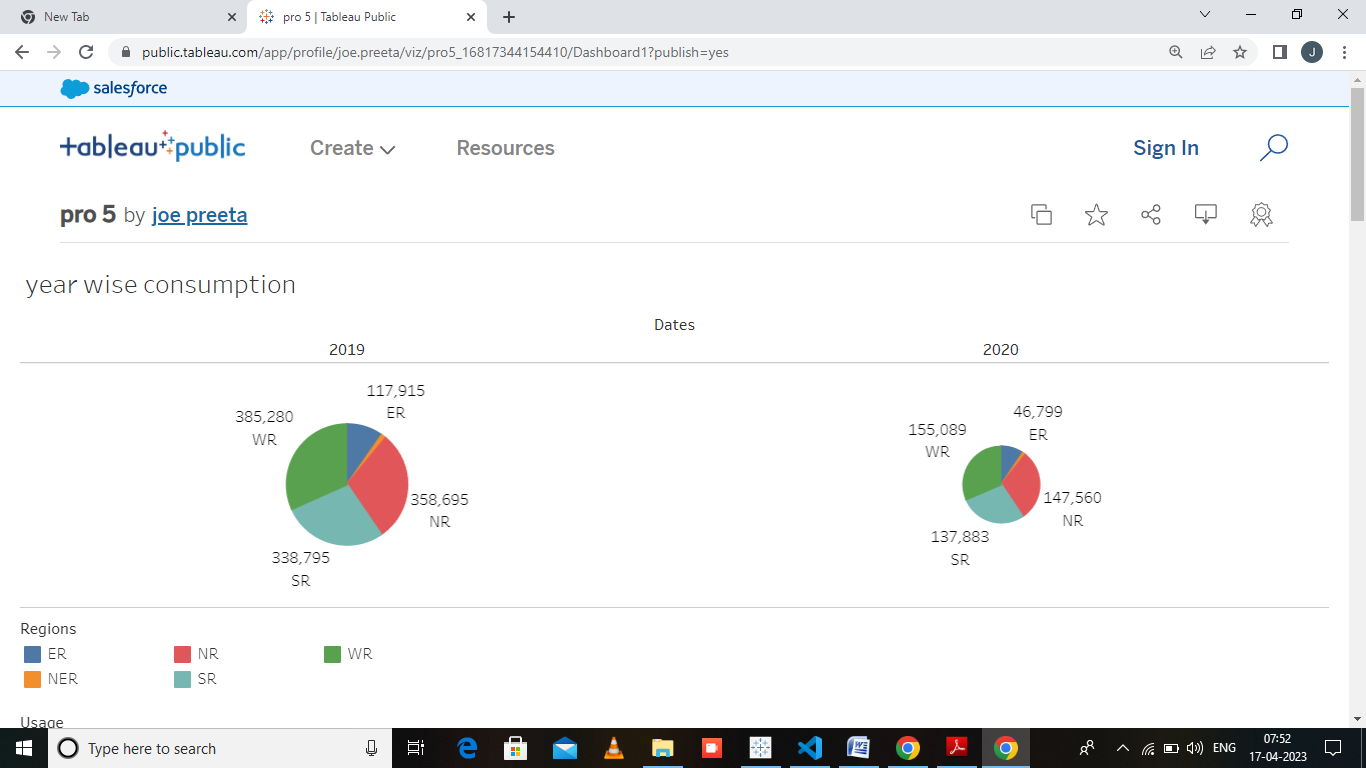 New Tab
pro 5 | Tableau Public
public.tableau.com/app/profile/joe.preeta/viz/pro5_16817344154410/Dashboard1?publish=yes
J
salesforce
+ableau public
Create
Resources
Sign In
pro 5 by joe preeta
year wise consumption
Dates
2019
2020
117,915
ER
385,280
WR
358,695
NR
338,795
SR
46,799
ER
155,089
WR
147,560
NR
137,883
SR
Regions
ER
NR
WR
NER
SR
Usage
Type here to search
ENG
07:52
17-04-2023